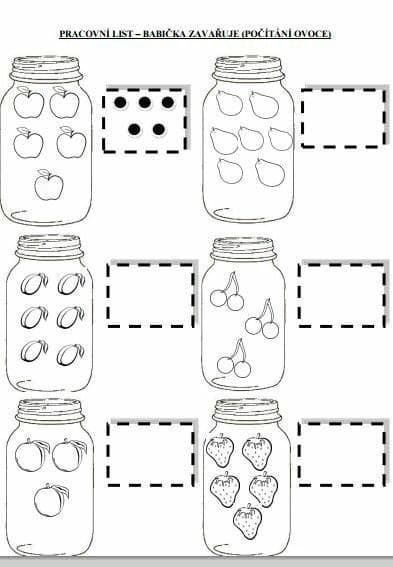 PRACOVNÍ LIST – BABIČKA ZAVAŘUJE (POČÍTÁNÍ OVOCE)